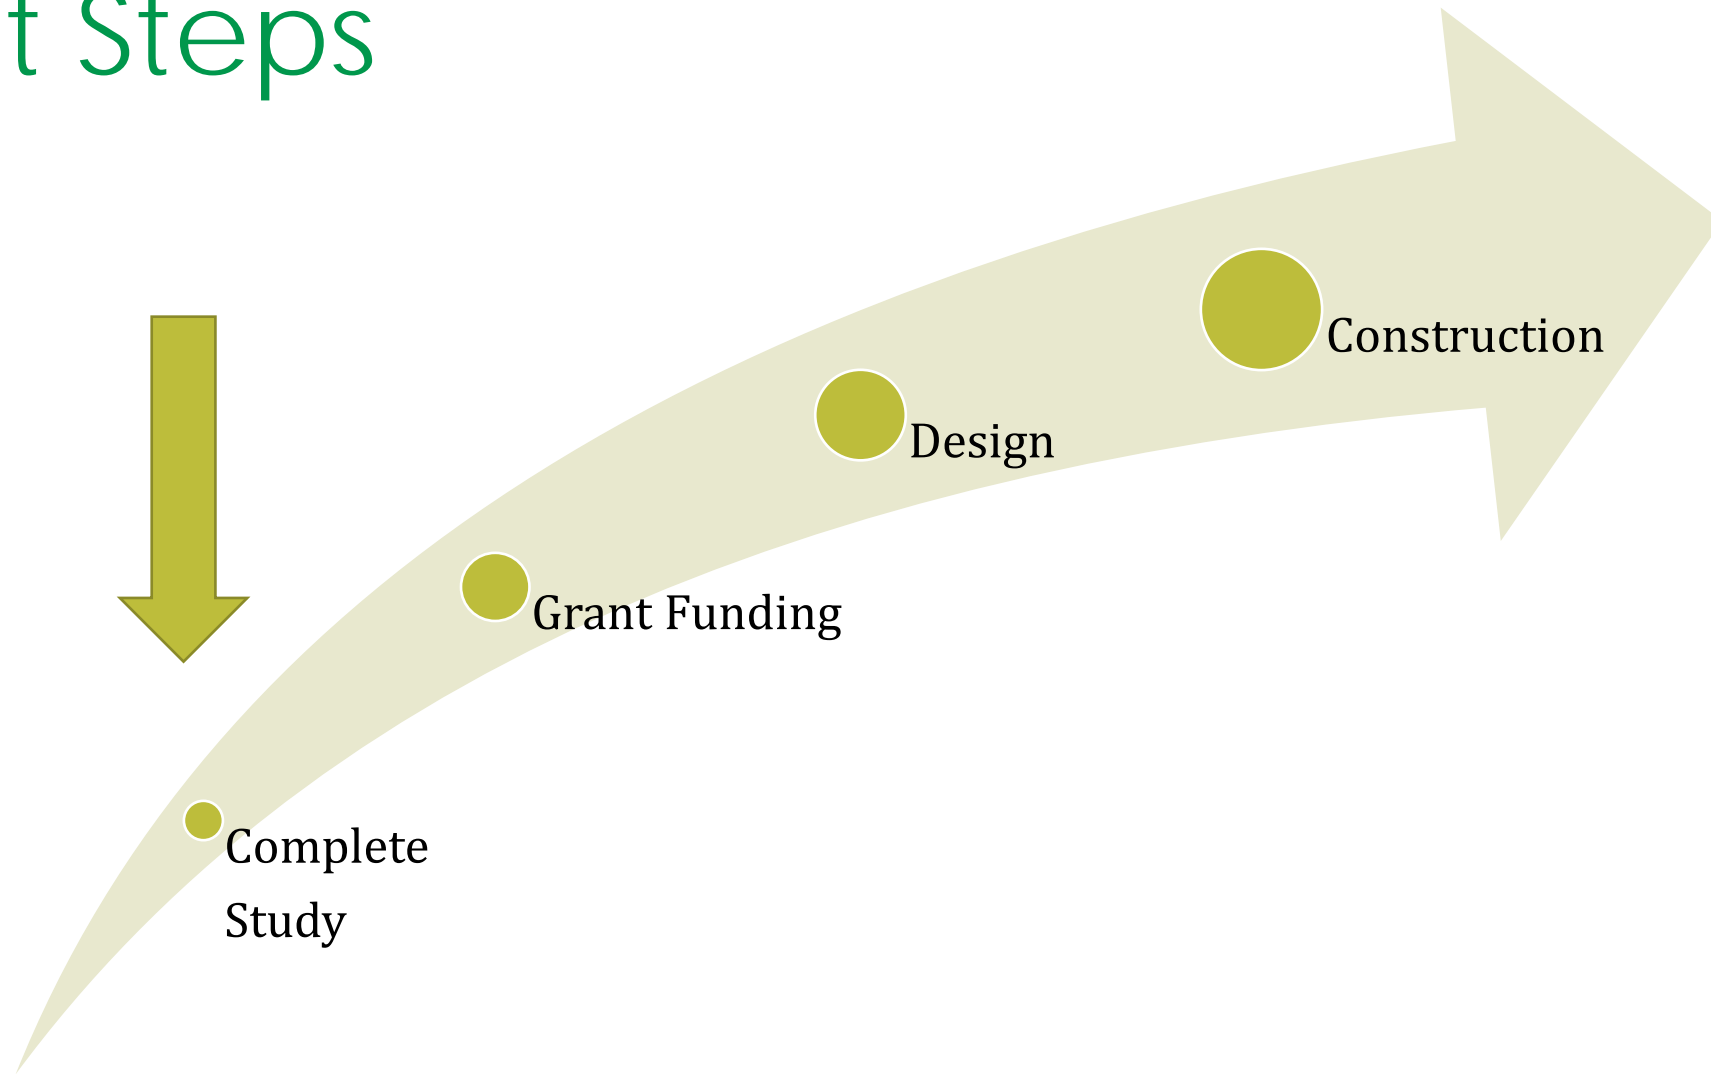 t Steps
Construction
Design
Grant Funding
Complete
Study